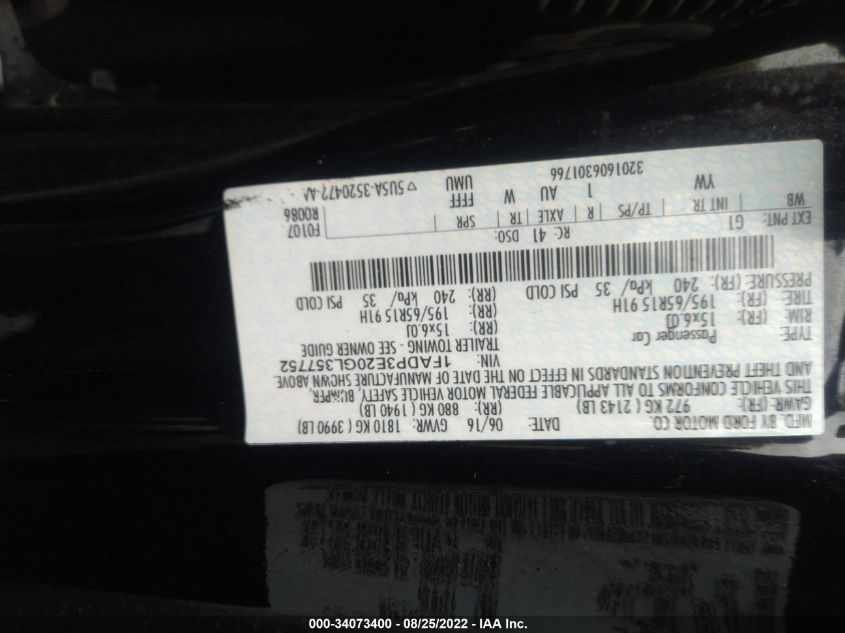 MFD. BY FORD MOTOR CO.
DATE: 06/16 GVWR: 1810 KG ( 3990 LB)
GAWR: (FR): 972 KG ( 2143 LB) (RR): 880 KG ( 1940 LB)
THIS VEHICLE CONFORMS TO ALL APPLICABLE FEDERAL MOTOR VEHICLE SAFETY, BUMPER,
AND THEFT PREVENTION STANDARDS IN EFFECT ON THE DATE OF MANUFACTURE SHOWN ABOVE.
VIN: 1FADP3E20GL357752
TYPE: Passenger Car TRAILER TOWING - SEE OWNER GUIDE
RIM: (FR): 15x6.0J (RR): 15x6.0J
TIRE: (FR): 195/65R15 91H (RR): 195/65R15 91H
PRESSURE: (FR): 240 kPa/ 35 PSI COLD (RR): 240 kPa/ 35 PSI COLD
EXT PNT: G1 RC: 41 DSO: F0107
WB INT TR TP/PS R AXLE TR SPR R0086
YW 1 AU W FFFF
UMU
3201606301766 5U5A-3520472-AA
000-34073400 - 08/25/2022 - IAA Inc.